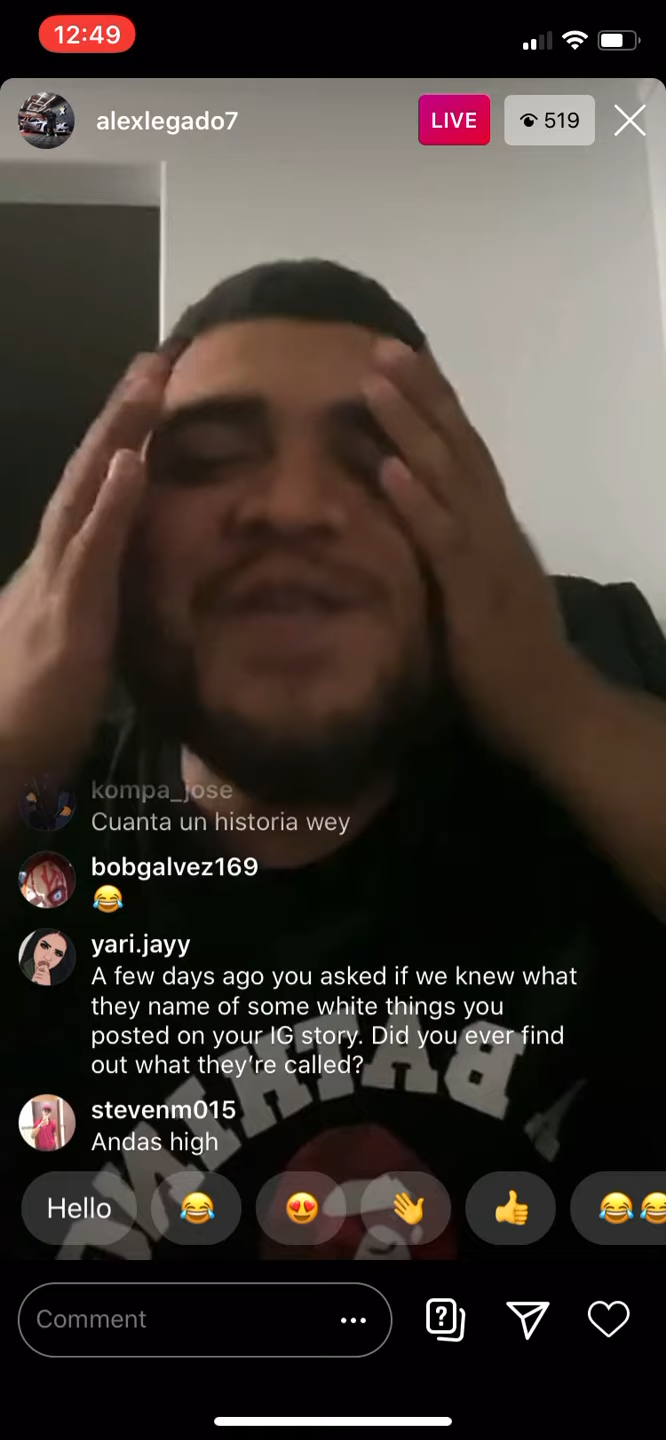 12:49
alexlegado7
LIVE
519
kompa_jose
Cuanta un historia wey
bobgalvez169
😂
yari.jayy
A few days ago you asked if we knew what
they name of some white things you
posted on your IG story. Did you ever find
out what they’re called?
stevenm015
Andas high
Hello 😂 😍 👋 👍 😂😂
Comment